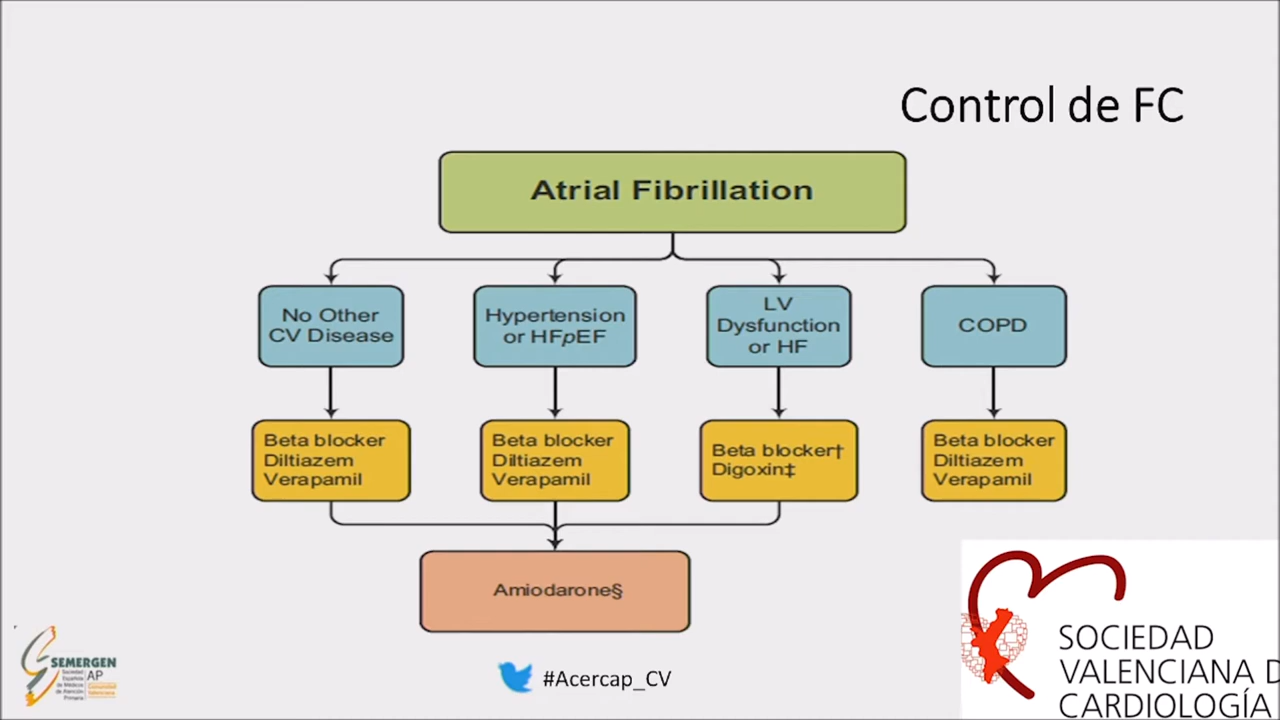 Control de FC
Atrial Fibrillation
No Other
CV Disease
Hypertension
or HFpEF
LV
Dysfunction
or HF
COPD
Beta blocker
Diltiazem
Verapamil
Beta blocker
Diltiazem
Verapamil
Beta blocker†
Digoxin‡
Beta blocker
Diltiazem
Verapamil
Amiodarone§
SEMERGEN
AP
Sociedad
Española
de Médicos
de Atención
Primaria
Comunidad
Valenciana
#Acercap_CV
SOCIEDAD
VALENCIANA D
CARDIOLOGÍA